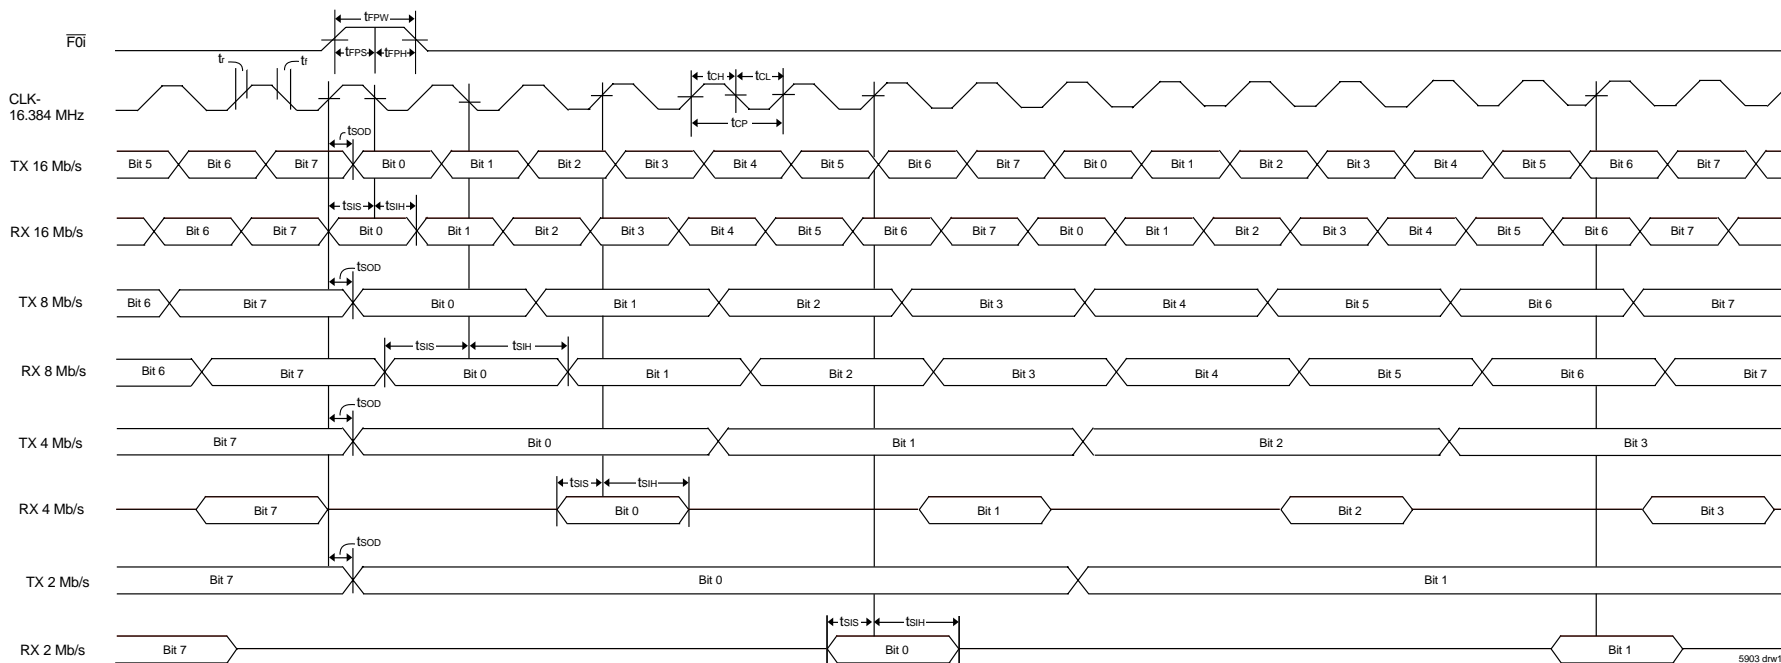 tFPW
F0i
tFPS tFPH
tr tf
tCH tCL
CLK-
16.384 MHz
tCP
tSOD
TX 16 Mb/s Bit 5 Bit 6 Bit 7 Bit 0 Bit 1 Bit 2 Bit 3 Bit 4 Bit 5 Bit 6 Bit 7 Bit 0 Bit 1 Bit 2 Bit 3 Bit 4 Bit 5 Bit 6 Bit 7
tSIS tSIH
RX 16 Mb/s Bit 6 Bit 7 Bit 0 Bit 1 Bit 2 Bit 3 Bit 4 Bit 5 Bit 6 Bit 7 Bit 0 Bit 1 Bit 2 Bit 3 Bit 4 Bit 5 Bit 6 Bit 7
tSOD
TX 8 Mb/s Bit 6 Bit 7 Bit 0 Bit 1 Bit 2 Bit 3 Bit 4 Bit 5 Bit 6 Bit 7
tSIS tSIH
RX 8 Mb/s Bit 6 Bit 7 Bit 0 Bit 1 Bit 2 Bit 3 Bit 4 Bit 5 Bit 6 Bit 7
tSOD
TX 4 Mb/s Bit 7 Bit 0 Bit 1 Bit 2 Bit 3
tSIS tSIH
RX 4 Mb/s Bit 7 Bit 0 Bit 1 Bit 2 Bit 3
tSOD
TX 2 Mb/s Bit 7 Bit 0 Bit 1
tSIS tSIH
RX 2 Mb/s Bit 7 Bit 0 Bit 1
5903 drw1